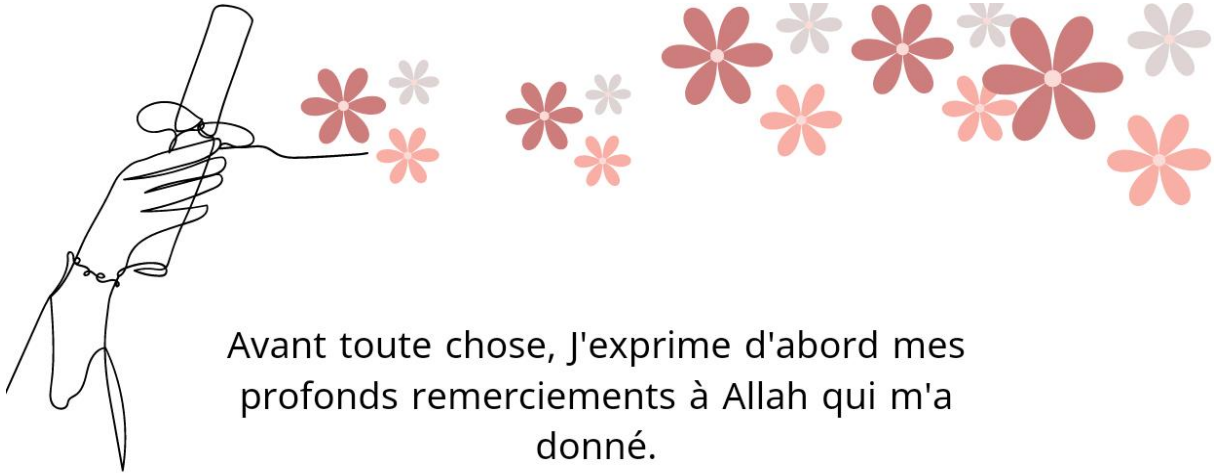 Avant toute chose, J'exprime d'abord mes
profonds remerciements à Allah qui m'a
donné.